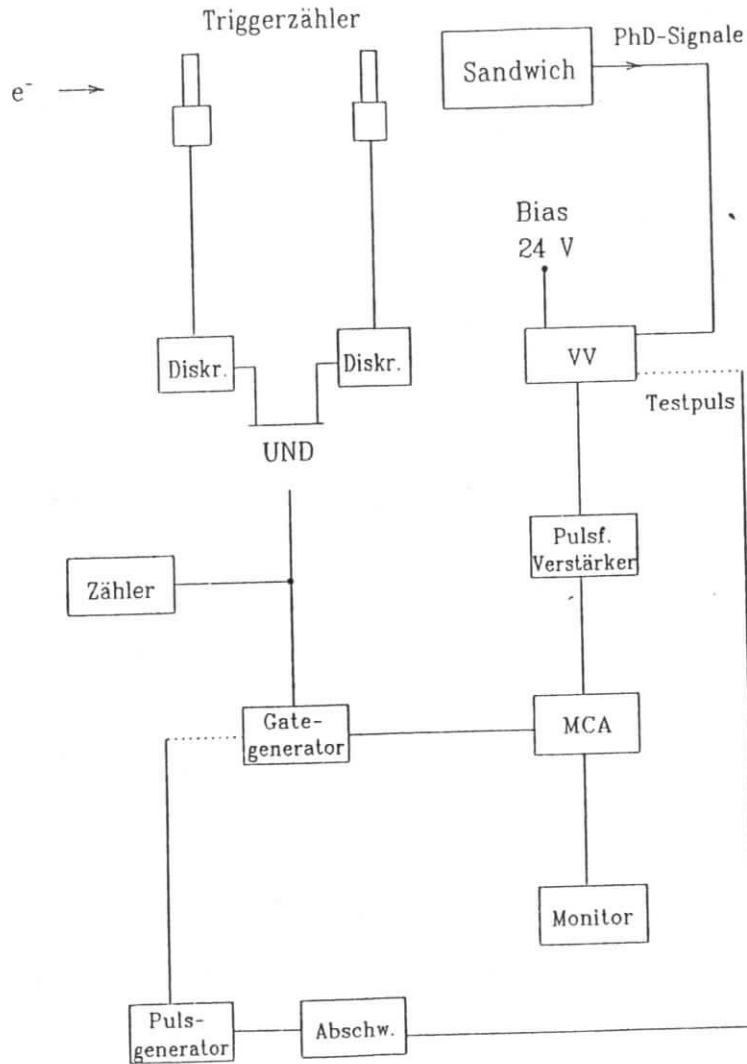 Triggerzähler
PhD-Signale
e⁻
Sandwich
Bias
24 V
Diskr.
Diskr.
VV
Testpuls
UND
Pulsf.
Verstärker
Zähler
Gate-
generator
MCA
Monitor
Puls-
generator
Abschw.